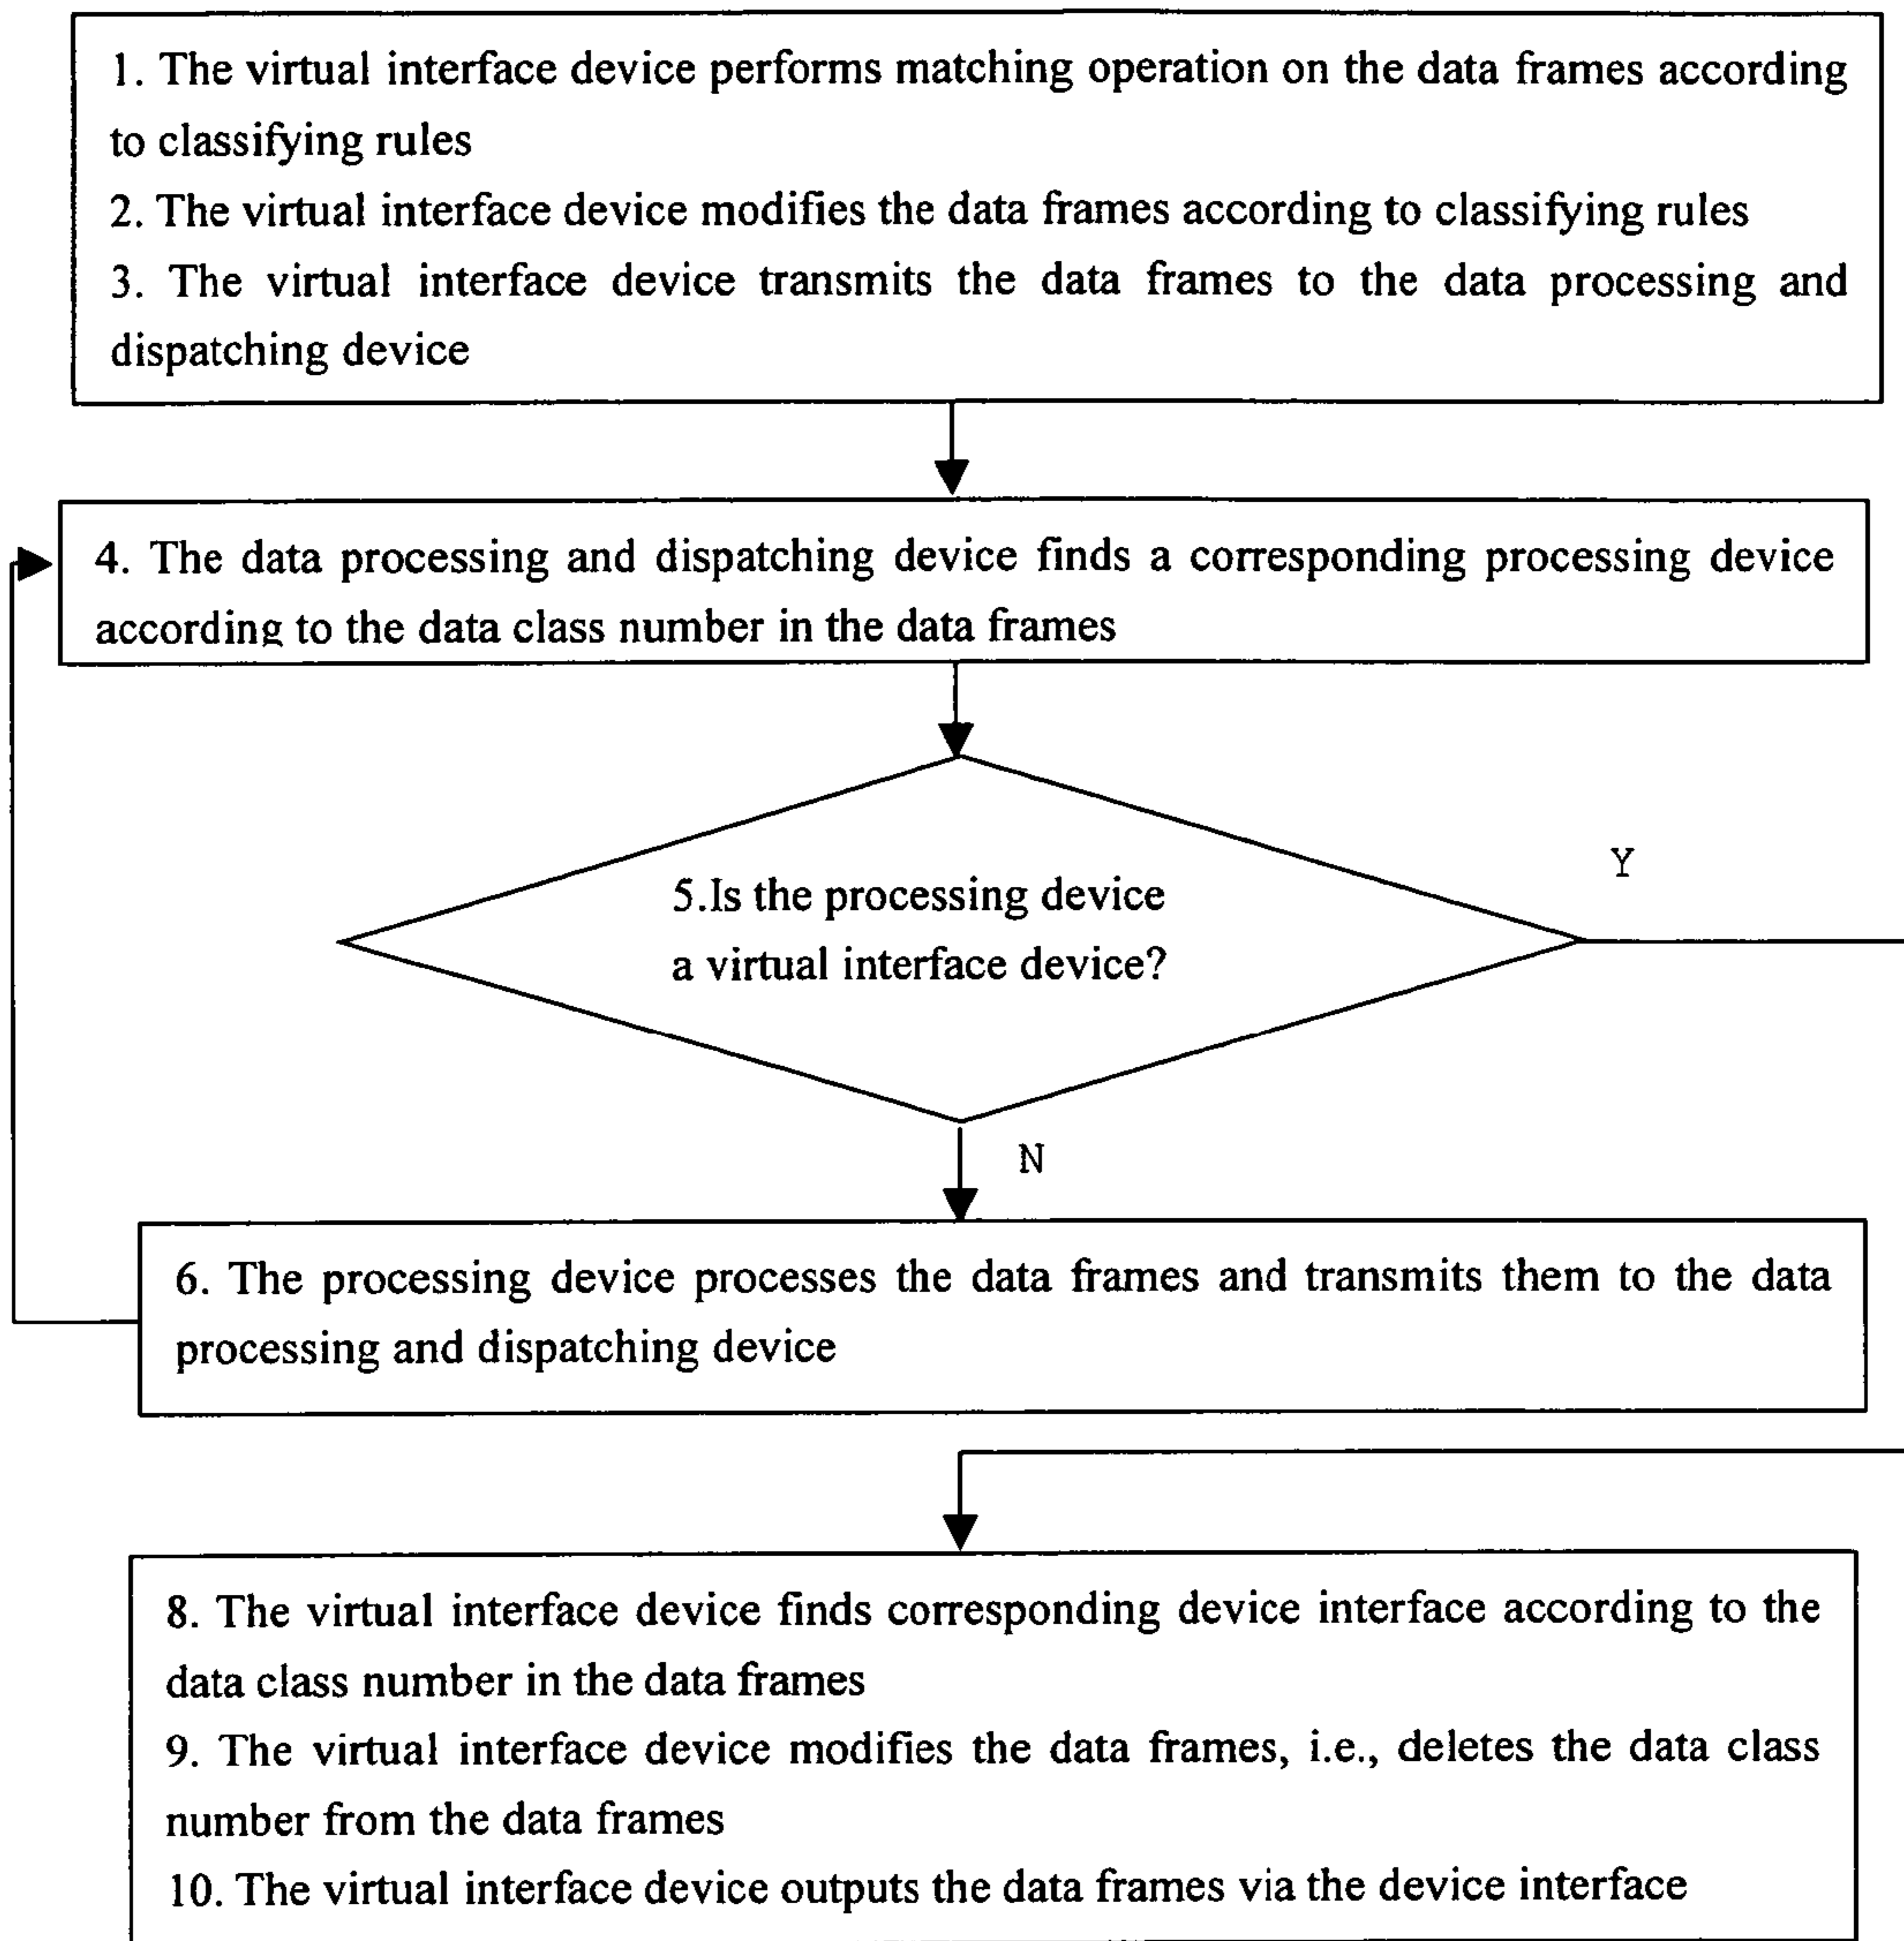 1. The virtual interface device performs matching operation on the data frames according
to classifying rules
2. The virtual interface device modifies the data frames according to classifying rules
3. The virtual interface device transmits the data frames to the data processing and
dispatching device
4. The data processing and dispatching device finds a corresponding processing device
according to the data class number in the data frames
Y
5.Is the processing device
a virtual interface device?
N
6. The processing device processes the data frames and transmits them to the data
processing and dispatching device
8. The virtual interface device finds corresponding device interface according to the
data class number in the data frames
9. The virtual interface device modifies the data frames, i.e., deletes the data class
number from the data frames
10. The virtual interface device outputs the data frames via the device interface